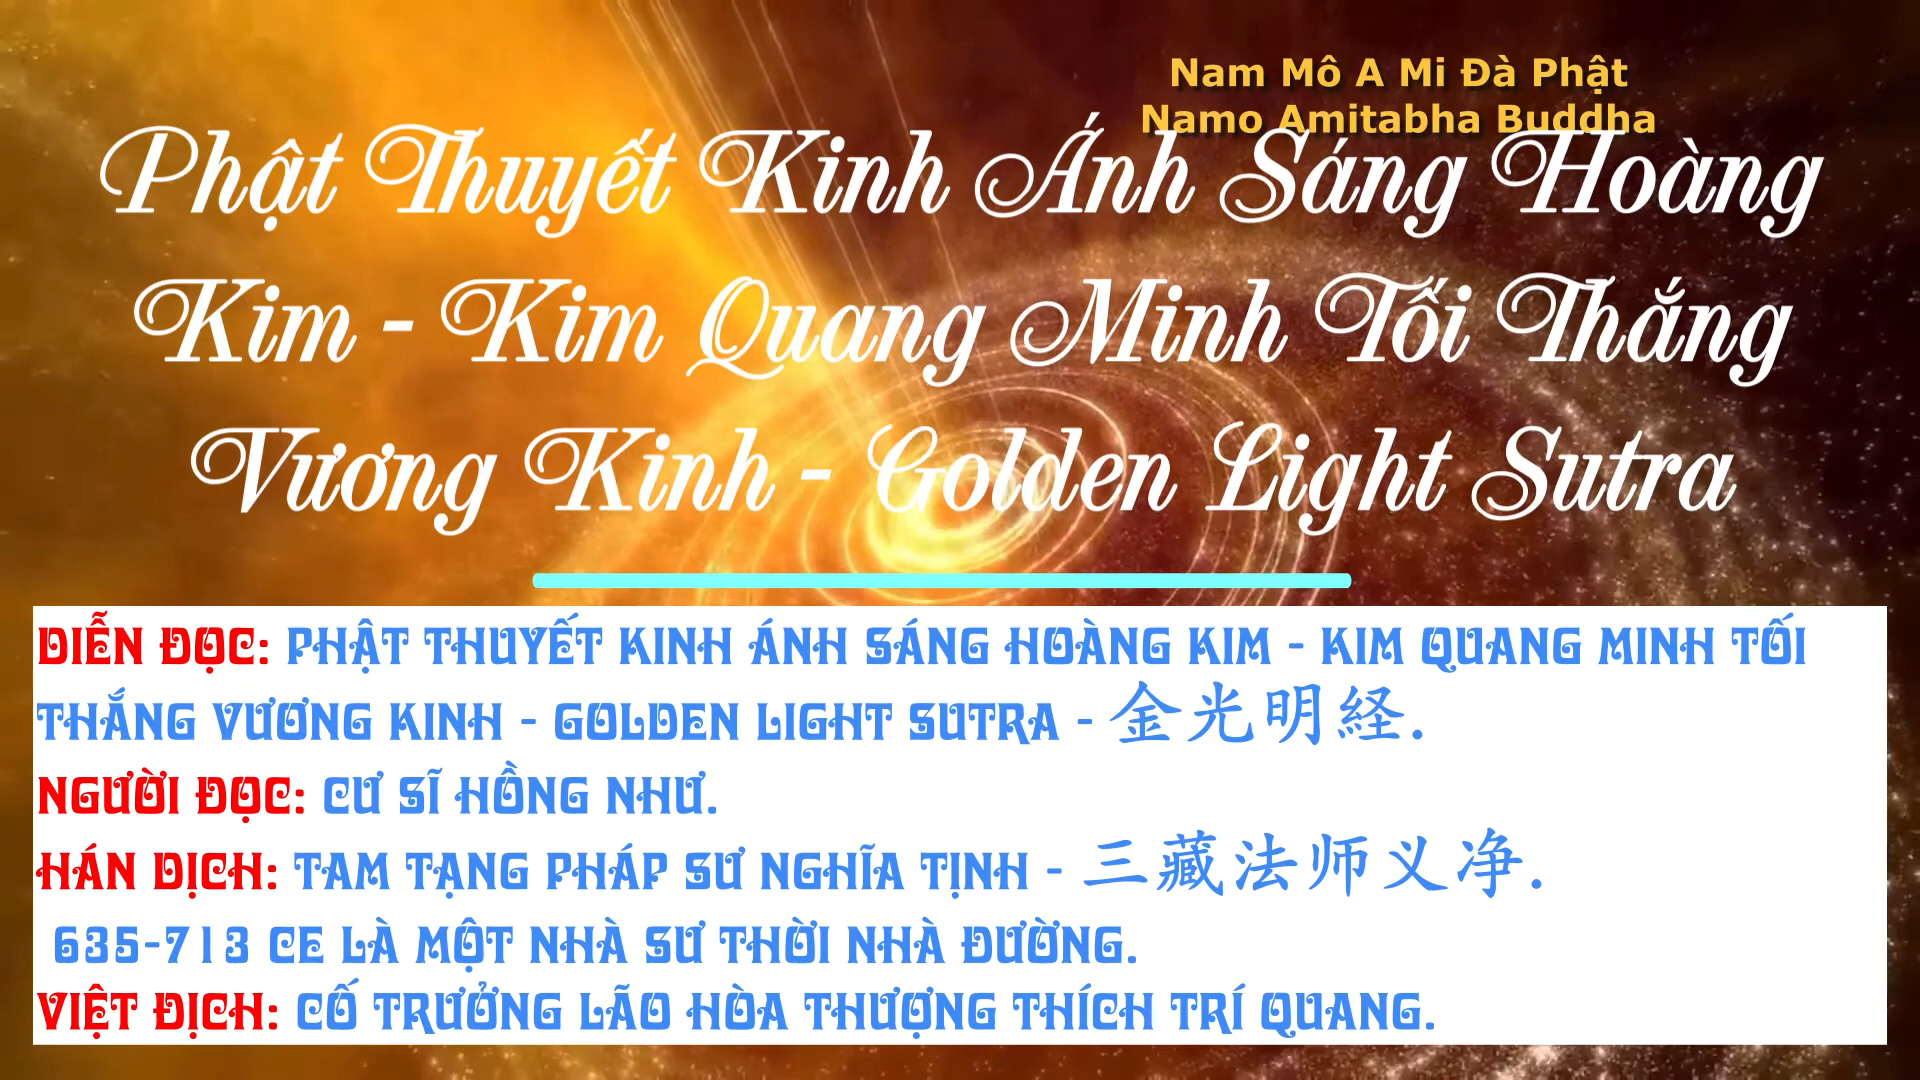 Nam Mô A Mi Đà Phật
Namo Amitabha Buddha
Phật Thuyết Kinh Ánh Sáng Hoàng
Kim - Kim Quang Minh Tối Thắng
Vương Kinh - Golden Light Sutra
DIỄN ĐỌC: PHẬT THUYẾT KINH ÁNH SÁNG HOÀNG KIM - KIM QUANG MINH TỐI
THẮNG VƯƠNG KINH - GOLDEN LIGHT SUTRA - 金光明経.
NGƯỜI ĐỌC: CƯ SĨ HỒNG NHƯ.
HÁN DỊCH: TAM TẠNG PHÁP SƯ NGHĨA TỊNH - 三藏法师义净.
635-713 CE LÀ MỘT NHÀ SƯ THỜI NHÀ ĐƯỜNG.
VIỆT DỊCH: CỐ TRƯỞNG LÃO HÒA THƯỢNG THÍCH TRÍ QUANG.